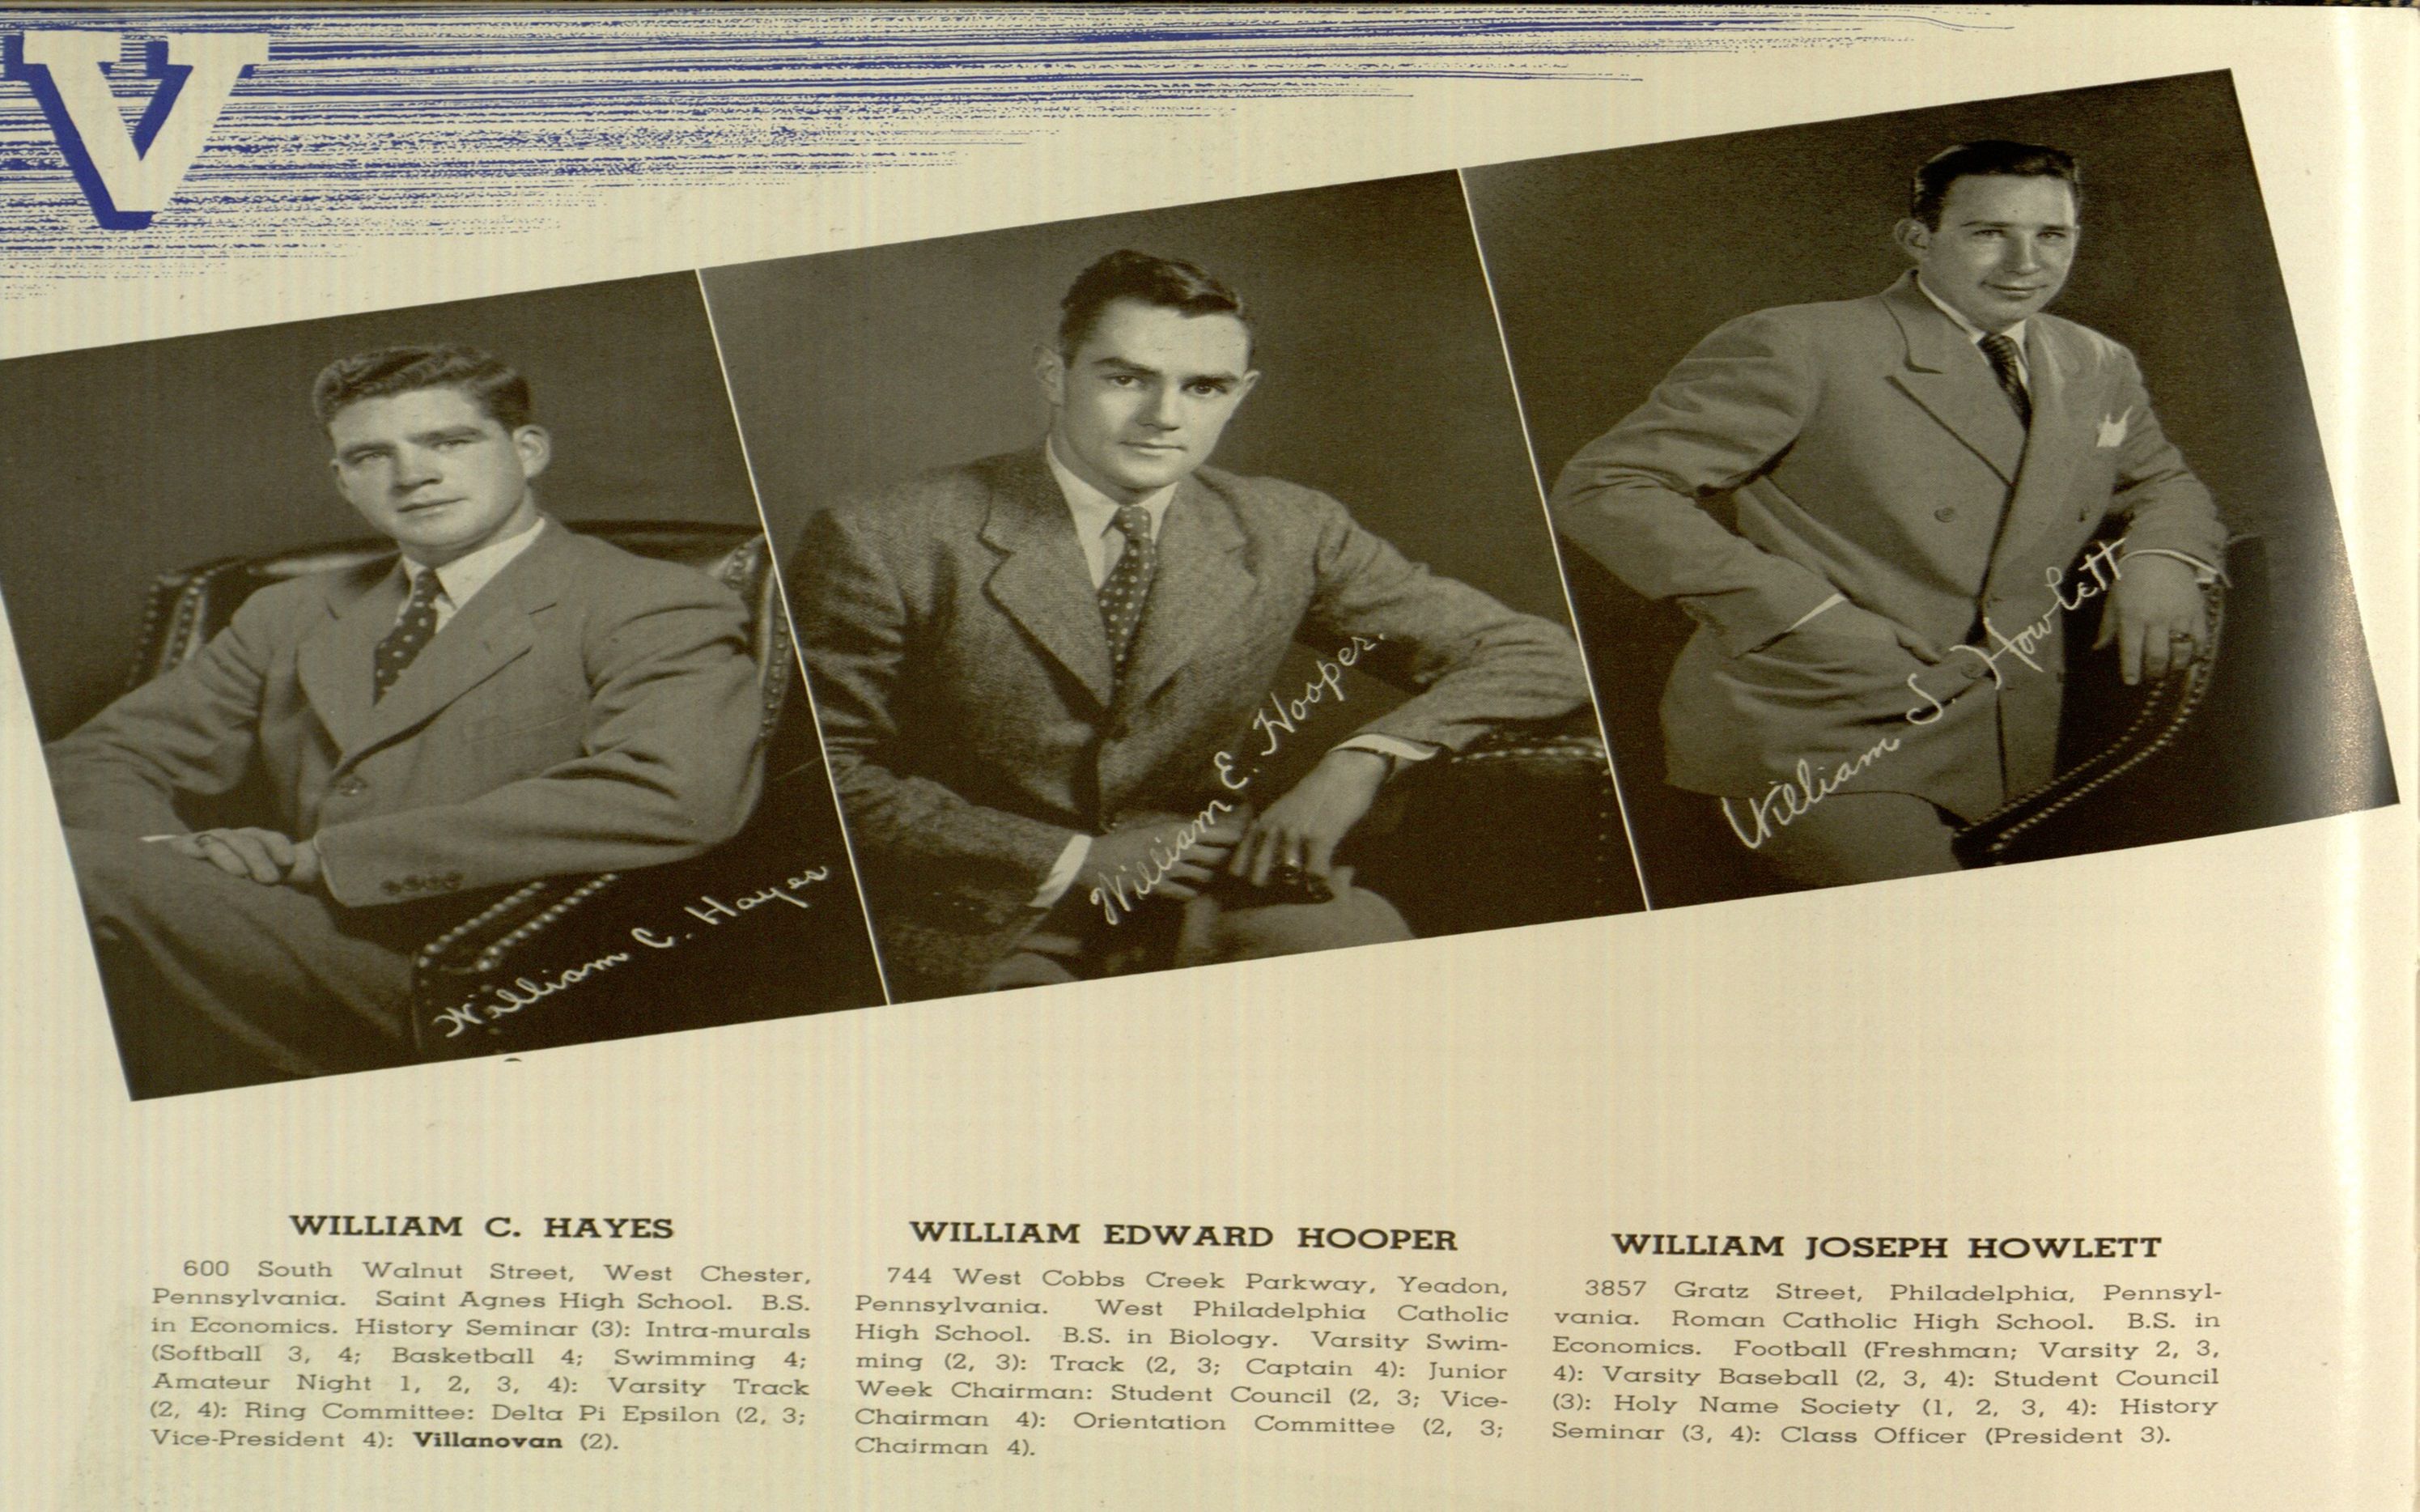 V
William C. Hayes
William E. Hooper.
William J. Howlett
WILLIAM C. HAYES
600 South Walnut Street, West Chester,
Pennsylvania. Saint Agnes High School. B.S.
in Economics. History Seminar (3): Intra-murals
(Softball 3, 4; Basketball 4; Swimming 4;
Amateur Night 1, 2, 3, 4): Varsity Track
(2, 4): Ring Committee: Delta Pi Epsilon (2, 3;
Vice-President 4): Villanovan (2).
WILLIAM EDWARD HOOPER
744 West Cobbs Creek Parkway, Yeadon,
Pennsylvania. West Philadelphia Catholic
High School. B.S. in Biology. Varsity Swim-
ming (2, 3): Track (2, 3; Captain 4): Junior
Week Chairman: Student Council (2, 3; Vice-
Chairman 4): Orientation Committee (2, 3;
Chairman 4).
WILLIAM JOSEPH HOWLETT
3857 Gratz Street, Philadelphia, Pennsyl-
vania. Roman Catholic High School. B.S. in
Economics. Football (Freshman; Varsity 2, 3,
4): Varsity Baseball (2, 3, 4): Student Council
(3): Holy Name Society (1, 2, 3, 4): History
Seminar (3, 4): Class Officer (President 3).